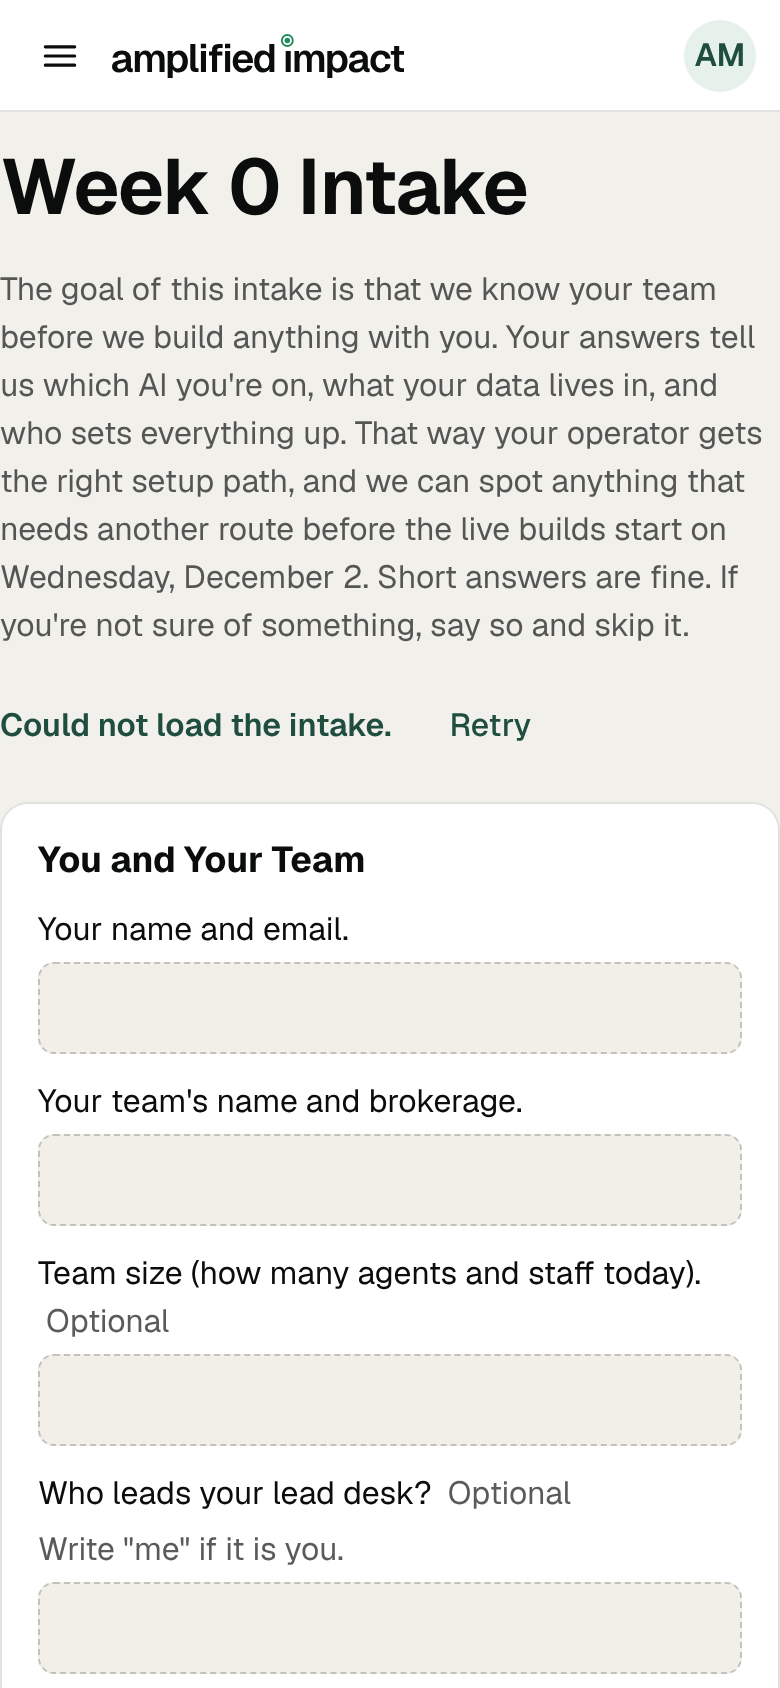 amplified impact
AM
Week 0 Intake
The goal of this intake is that we know your team
before we build anything with you. Your answers tell
us which AI you're on, what your data lives in, and
who sets everything up. That way your operator gets
the right setup path, and we can spot anything that
needs another route before the live builds start on
Wednesday, December 2. Short answers are fine. If
you're not sure of something, say so and skip it.
Could not load the intake. Retry
You and Your Team
Your name and email.
Your team's name and brokerage.
Team size (how many agents and staff today).
Optional
Who leads your lead desk? Optional
Write "me" if it is you.